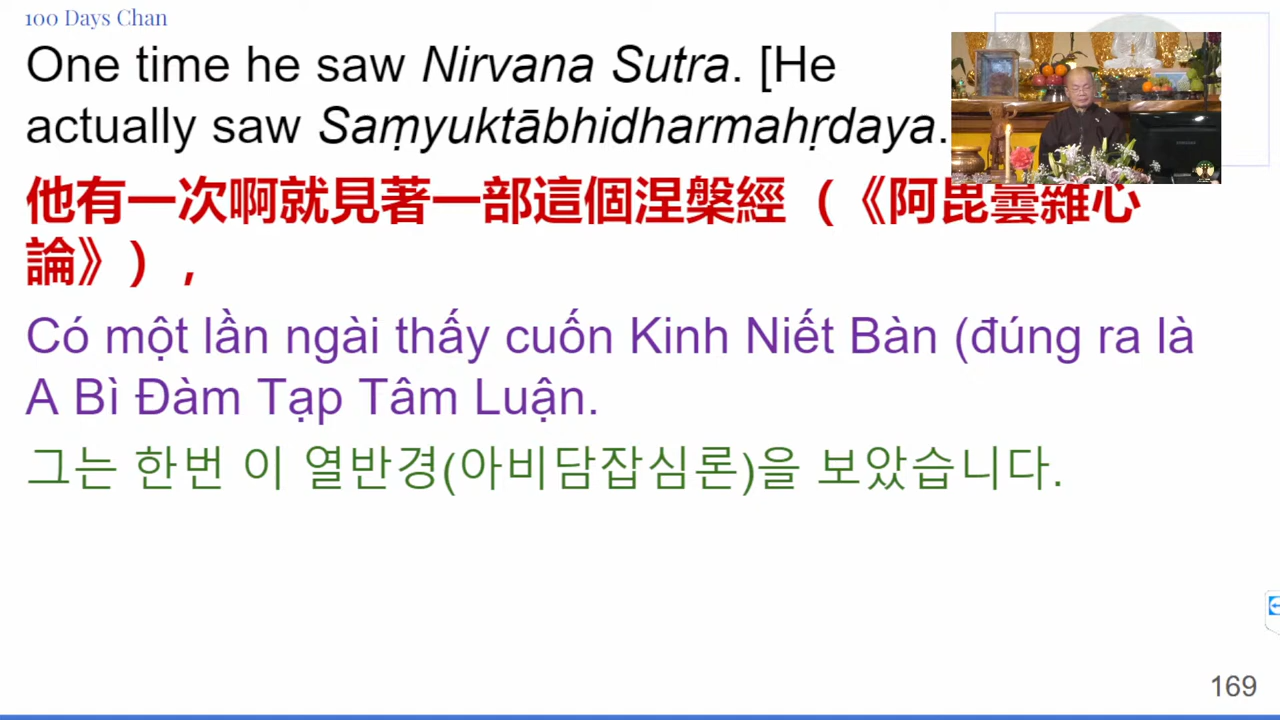 100 Days Chan
One time he saw Nirvana Sutra. [He
actually saw Saṃyuktābhidharmahṛdaya.
他有一次啊就見著一部這個涅槃經（《阿毘曇雜心
論》），
Có một lần ngài thấy cuốn Kinh Niết Bàn (đúng ra là
A Bì Đàm Tạp Tâm Luận.
그는 한번 이 열반경(아비담잡심론)을 보았습니다.
169